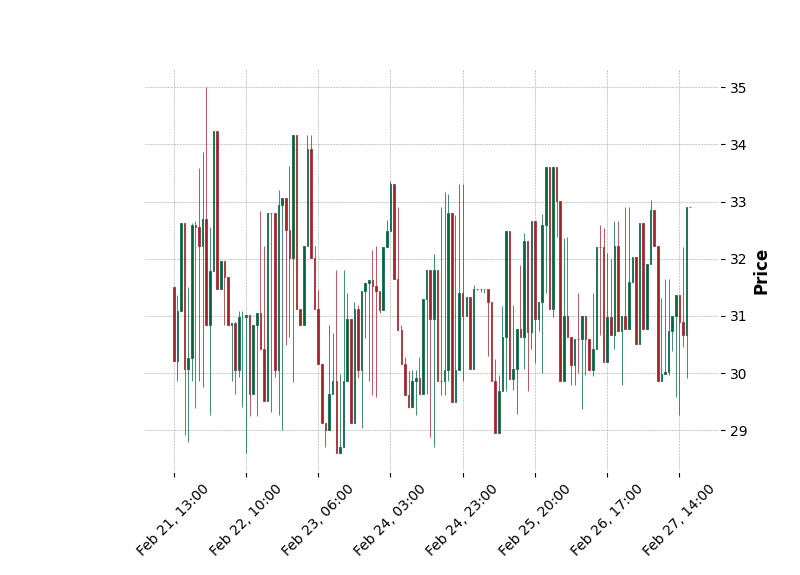 35
34
33
32
31
30
29
Price
Feb 21, 13:00
Feb 22, 10:00
Feb 23, 06:00
Feb 24, 03:00
Feb 24, 23:00
Feb 25, 20:00
Feb 26, 17:00
Feb 27, 14:00